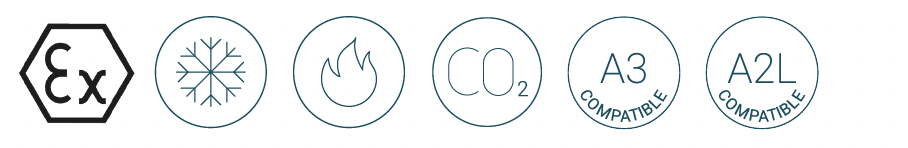 Ex
CO2
A3
COMPATIBLE
A2L
COMPATIBLE